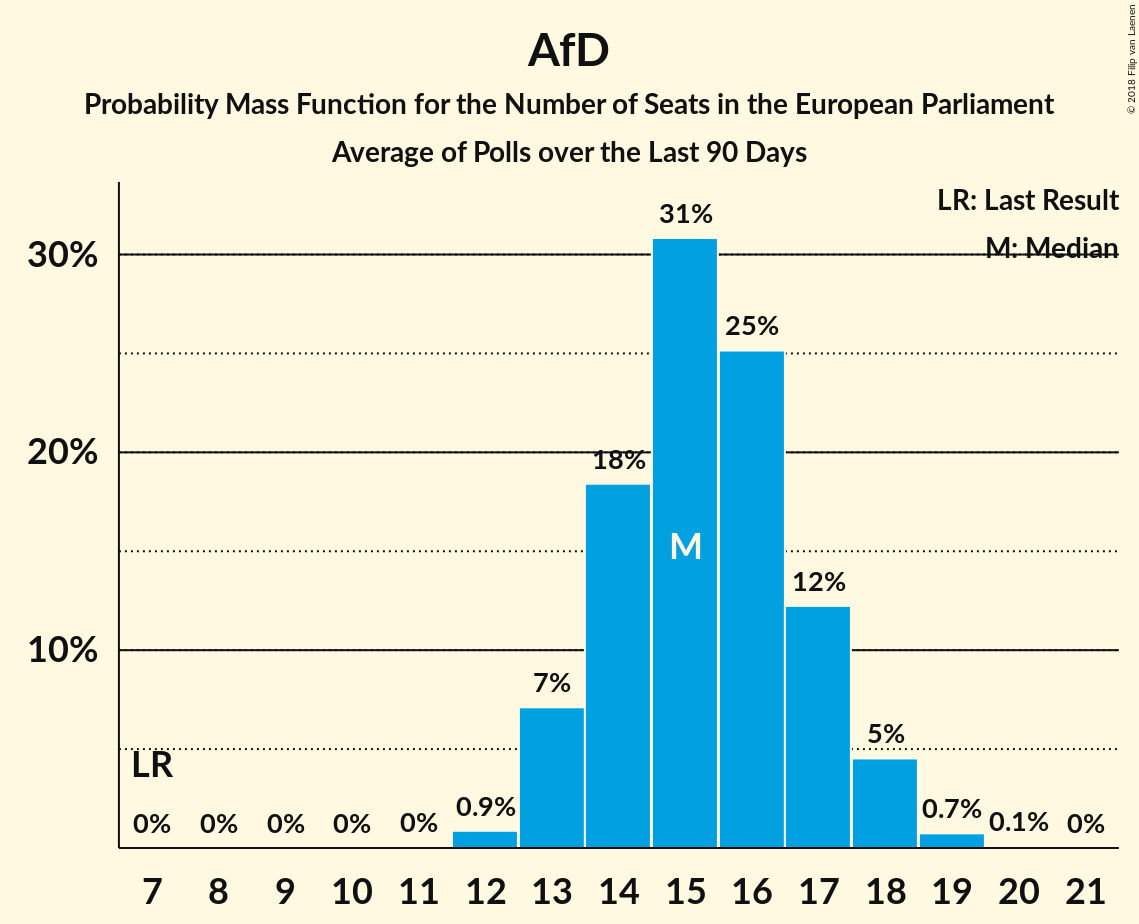 AfD
Probability Mass Function for the Number of Seats in the European Parliament
Average of Polls over the Last 90 Days
© 2018 Filip van Laenen
LR: Last Result
M: Median
30%
20%
10%
31%
25%
18%
M
12%
7%
5%
LR
0% 0% 0% 0% 0% 0.9% 0.7% 0.1% 0%
7 8 9 10 11 12 13 14 15 16 17 18 19 20 21